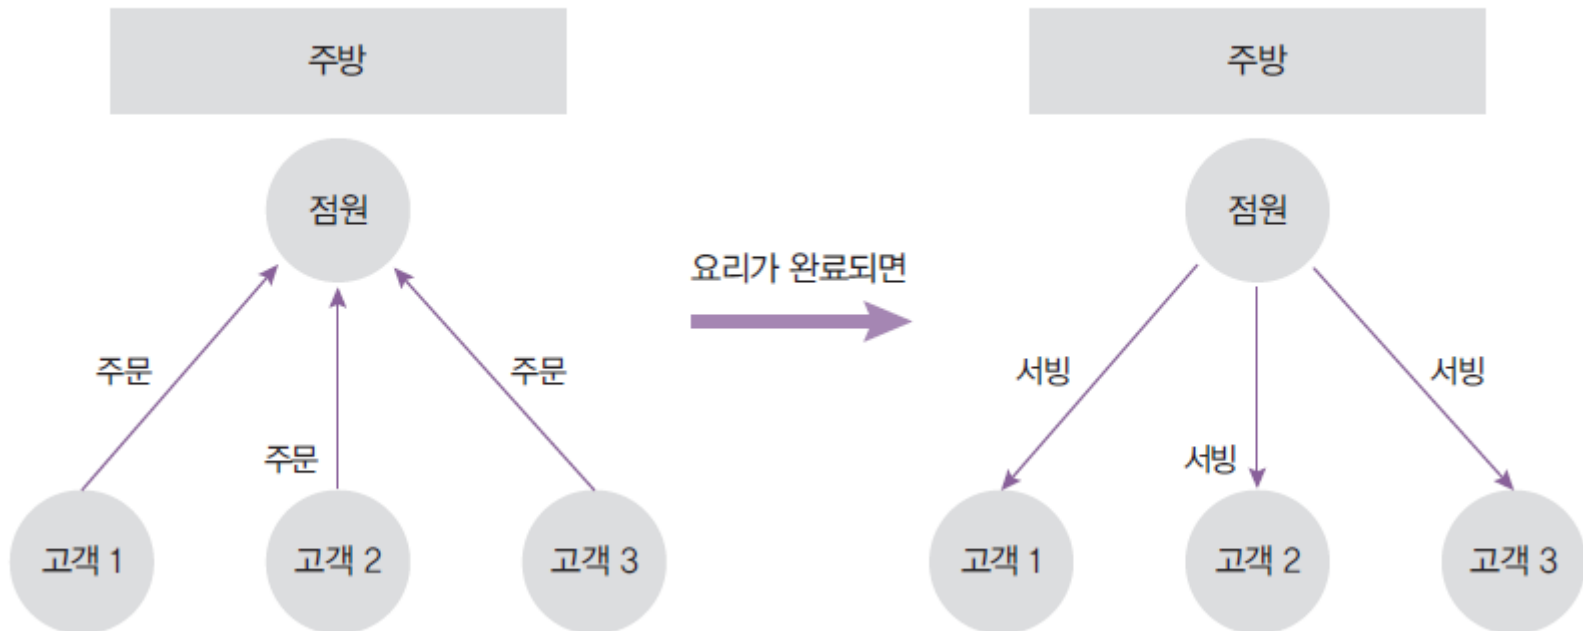 주방
점원
주문
주문
주문
고객 1
고객 2
고객 3
요리가 완료되면
주방
점원
서빙
서빙
서빙
고객 1
고객 2
고객 3